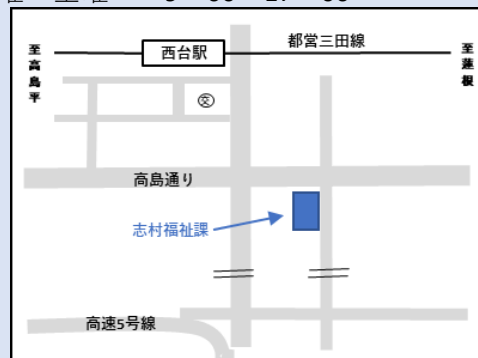 至高島平
西台駅
都営三田線
至蓮根
交
高島通り
志村福祉課
高速5号線